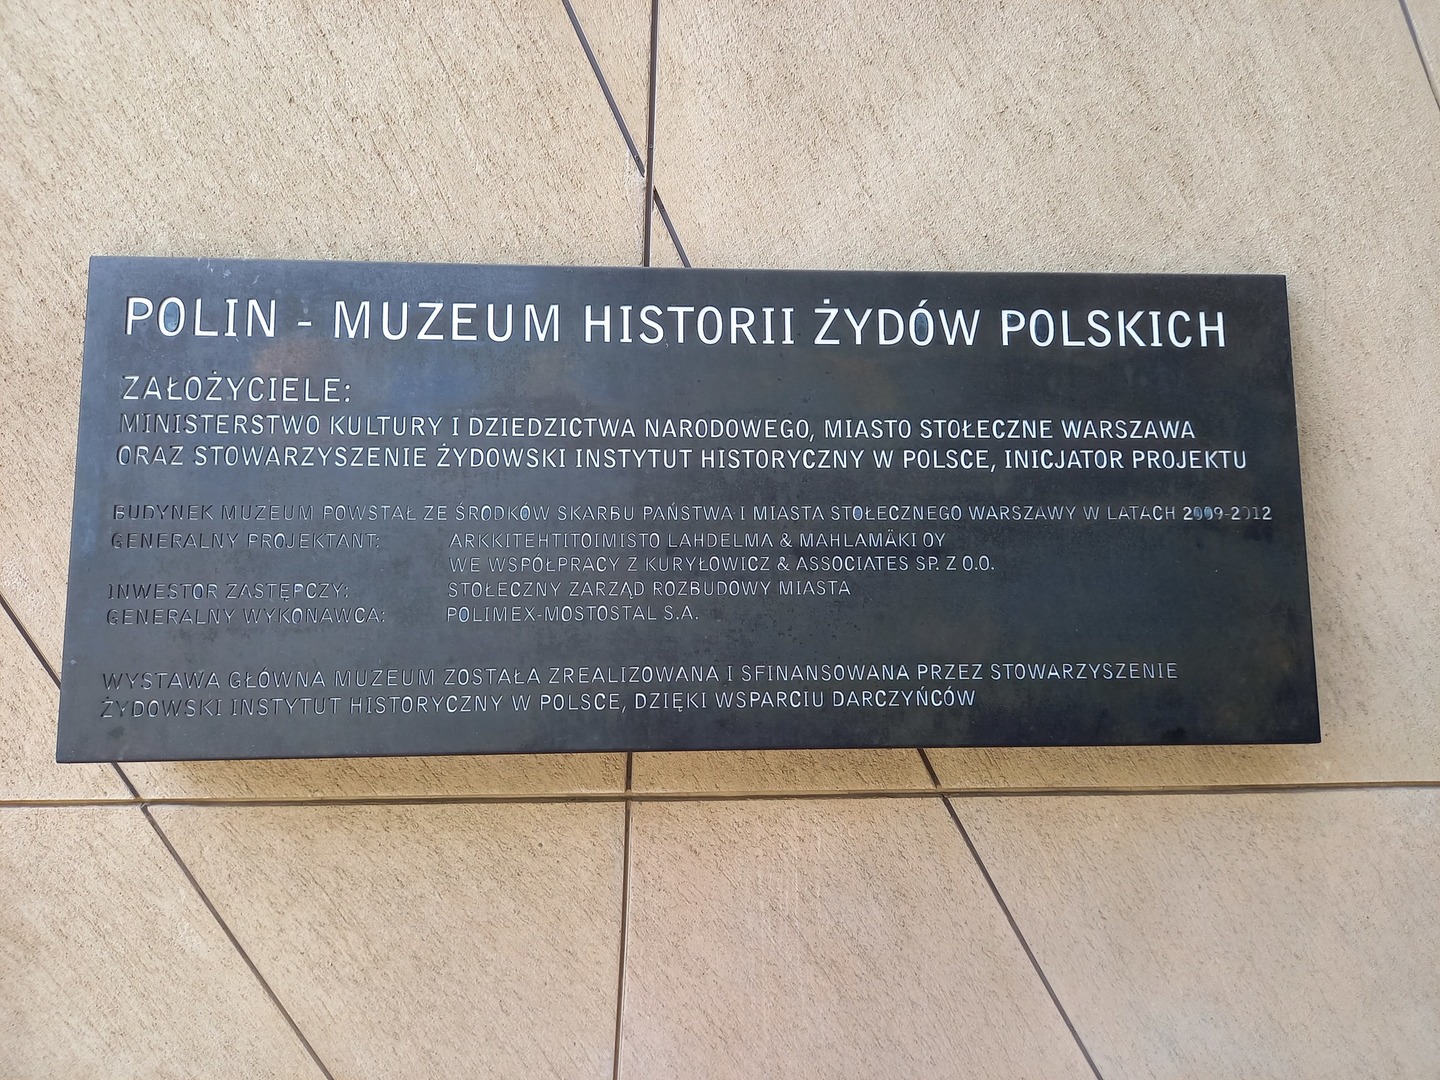 POLIN - MUZEUM HISTORII ŻYDÓW POLSKICH
ZAŁOŻYCIELE:
MINISTERSTWO KULTURY I DZIEDZICTWA NARODOWEGO, MIASTO STOŁECZNE WARSZAWA
ORAZ STOWARZYSZENIE ŻYDOWSKI INSTYTUT HISTORYCZNY W POLSCE, INICJATOR PROJEKTU
BUDYNEK MUZEUM POWSTAŁ ZE ŚRODKÓW SKARBU PAŃSTWA I MIASTA STOŁECZNEGO WARSZAWY W LATACH 2009-2012
GENERALNY PROJEKTANT: ARKKITEHTITOIMISTO LAHDELMA & MAHLAMÄKI OY
WE WSPÓŁPRACY Z KURYŁOWICZ & ASSOCIATES SP. Z O.O.
INWESTOR ZASTĘPCZY: STOŁECZNY ZARZĄD ROZBUDOWY MIASTA
GENERALNY WYKONAWCA: POLIMEX-MOSTOSTAL S.A.
WYSTAWA GŁÓWNA MUZEUM ZOSTAŁA ZREALIZOWANA I SFINANSOWANA PRZEZ STOWARZYSZENIE
ŻYDOWSKI INSTYTUT HISTORYCZNY W POLSCE, DZIĘKI WSPARCIU DARCZYŃCÓW